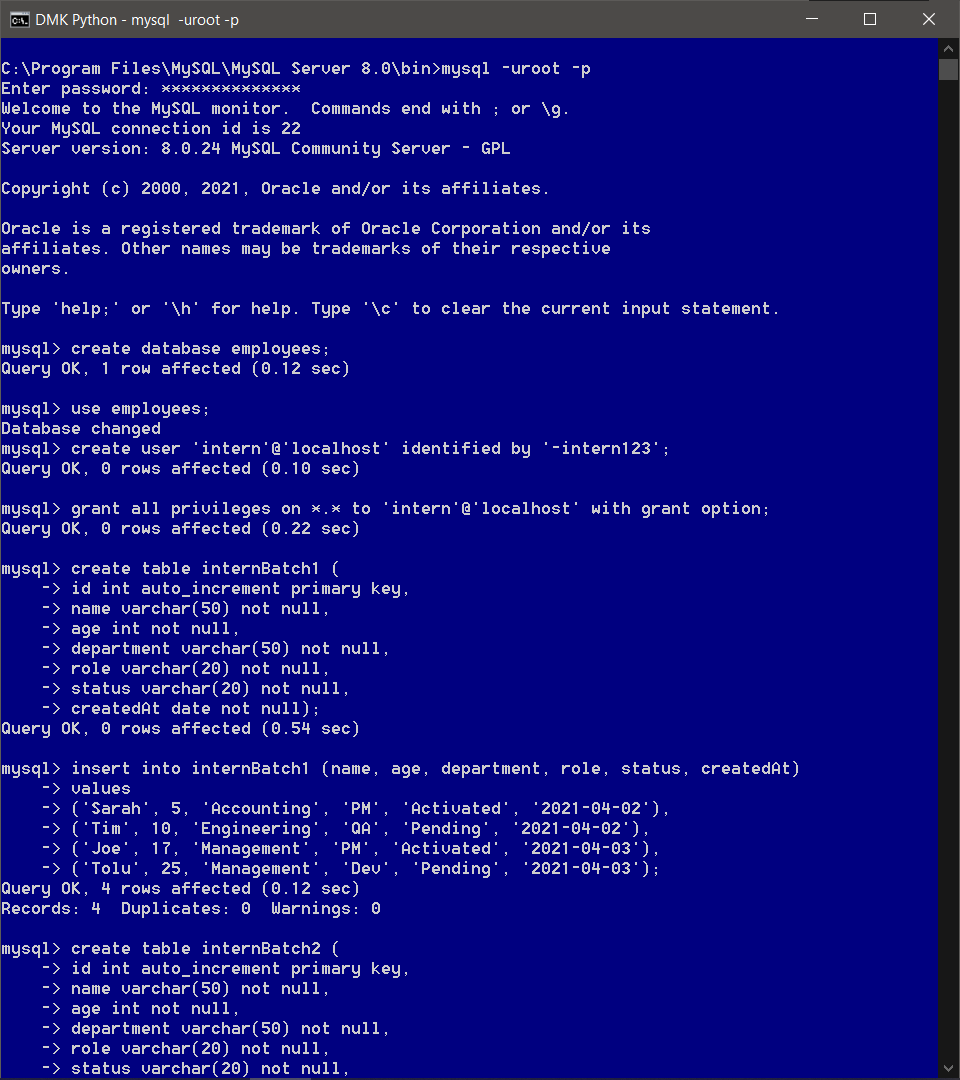 DMK Python - mysql  -uroot -p
C:\Program Files\MySQL\MySQL Server 8.0\bin>mysql -uroot -p
Enter password: **************
Welcome to the MySQL monitor.  Commands end with ; or \g.
Your MySQL connection id is 22
Server version: 8.0.24 MySQL Community Server - GPL
Copyright (c) 2000, 2021, Oracle and/or its affiliates.
Oracle is a registered trademark of Oracle Corporation and/or its
affiliates. Other names may be trademarks of their respective
owners.
Type 'help;' or '\h' for help. Type '\c' to clear the current input statement.
mysql> create database employees;
Query OK, 1 row affected (0.12 sec)
mysql> use employees;
Database changed
mysql> create user 'intern'@'localhost' identified by '-intern123';
Query OK, 0 rows affected (0.10 sec)
mysql> grant all privileges on *.* to 'intern'@'localhost' with grant option;
Query OK, 0 rows affected (0.22 sec)
mysql> create table internBatch1 (
    -> id int auto_increment primary key,
    -> name varchar(50) not null,
    -> age int not null,
    -> department varchar(50) not null,
    -> role varchar(20) not null,
    -> status varchar(20) not null,
    -> createdAt date not null);
Query OK, 0 rows affected (0.54 sec)
mysql> insert into internBatch1 (name, age, department, role, status, createdAt)
    -> values
    -> ('Sarah', 5, 'Accounting', 'PM', 'Activated', '2021-04-02'),
    -> ('Tim', 10, 'Engineering', 'QA', 'Pending', '2021-04-02'),
    -> ('Joe', 17, 'Management', 'PM', 'Activated', '2021-04-03'),
    -> ('Tolu', 25, 'Management', 'Dev', 'Pending', '2021-04-03');
Query OK, 4 rows affected (0.12 sec)
Records: 4  Duplicates: 0  Warnings: 0
mysql> create table internBatch2 (
    -> id int auto_increment primary key,
    -> name varchar(50) not null,
    -> age int not null,
    -> department varchar(50) not null,
    -> role varchar(20) not null,
    -> status varchar(20) not null,